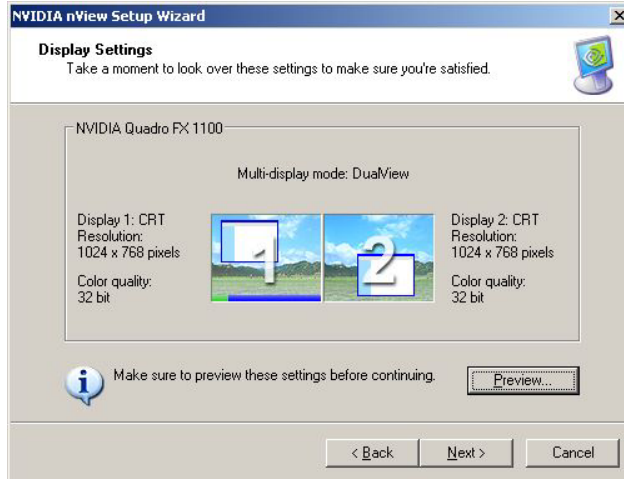 NVIDIA nView Setup Wizard
Display Settings
Take a moment to look over these settings to make sure you're satisfied.
NVIDIA Quadro FX 1100
Multi-display mode: DualView
Display 1: CRT
Resolution:
1024 x 768 pixels
Color quality:
32 bit
1
2
Display 2: CRT
Resolution:
1024 x 768 pixels
Color quality:
32 bit
Make sure to preview these settings before continuing.
Preview...
< Back
Next >
Cancel